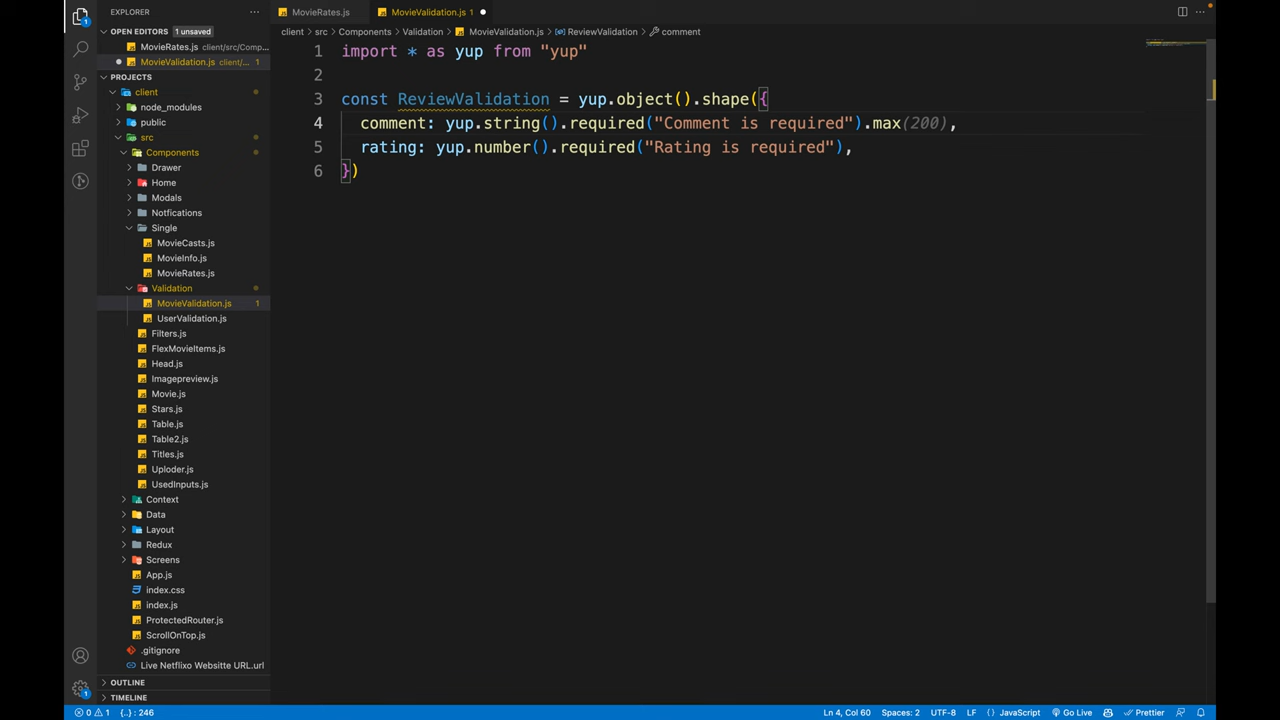 EXPLORER
MovieRates.js
MovieValidation.js 1
OPEN EDITORS 1 unsaved
client src Components Validation MovieValidation.js ReviewValidation comment
MovieRates.js client/src/Comp...
MovieValidation.js client/... 1
PROJECTS
client
node_modules
public
src
Components
Drawer
Home
Modals
Notfications
Single
MovieCasts.js
MovieInfo.js
MovieRates.js
Validation
MovieValidation.js 1
UserValidation.js
Filters.js
FlexMovieItems.js
Head.js
Imagepreview.js
Movie.js
Stars.js
Table.js
Table2.js
Titles.js
Uploder.js
UsedInputs.js
Context
Data
Layout
Redux
Screens
App.js
index.css
index.js
ProtectedRouter.js
ScrollOnTop.js
.gitignore
Live Netflixo Websitte URL.url
OUTLINE
TIMELINE
1 import * as yup from "yup"
2
3 const ReviewValidation = yup.object().shape({
4 comment: yup.string().required("Comment is required").max(200),
5 rating: yup.number().required("Rating is required"),
6 })
0 1 {..} : 246 Ln 4, Col 60 Spaces: 2 UTF-8 LF { } JavaScript Go Live Prettier